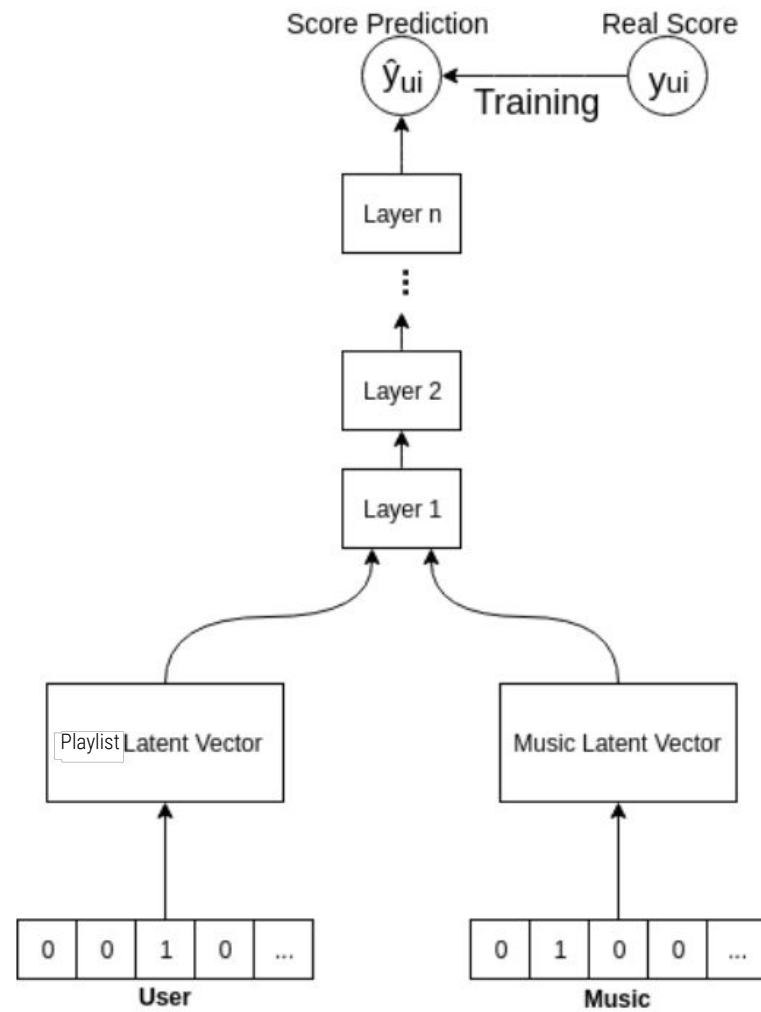 Score Prediction
Real Score
ŷui
yui
Training
Layer n
⋮
Layer 2
Layer 1
Playlist Latent Vector
Music Latent Vector
0 0 1 0 ...
0 1 0 0 ...
User
Music